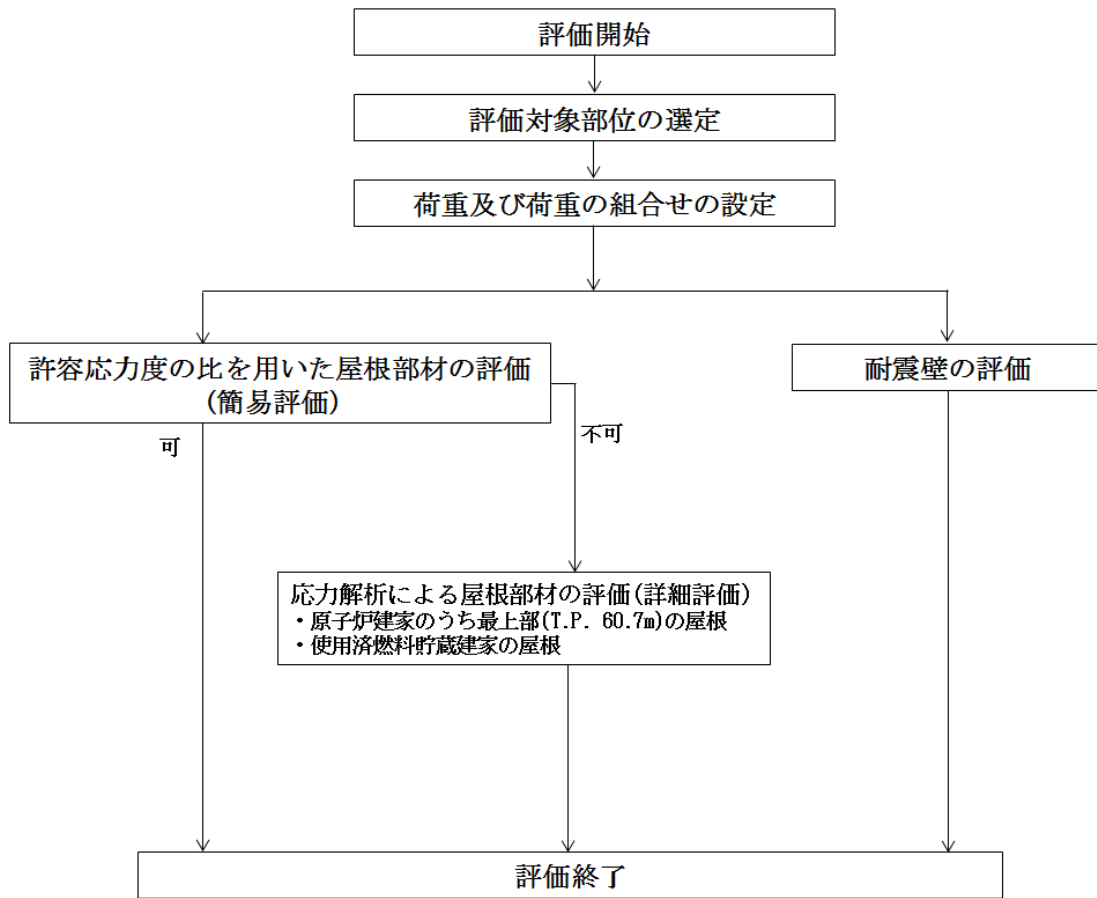 評価開始
評価対象部位の選定
荷重及び荷重の組合せの設定
許容応力度の比を用いた屋根部材の評価
(簡易評価)
耐震壁の評価
可
不可
応力解析による屋根部材の評価(詳細評価)
・原子炉建家のうち最上部(T.P. 60.7m)の屋根
・使用済燃料貯蔵建家の屋根
評価終了